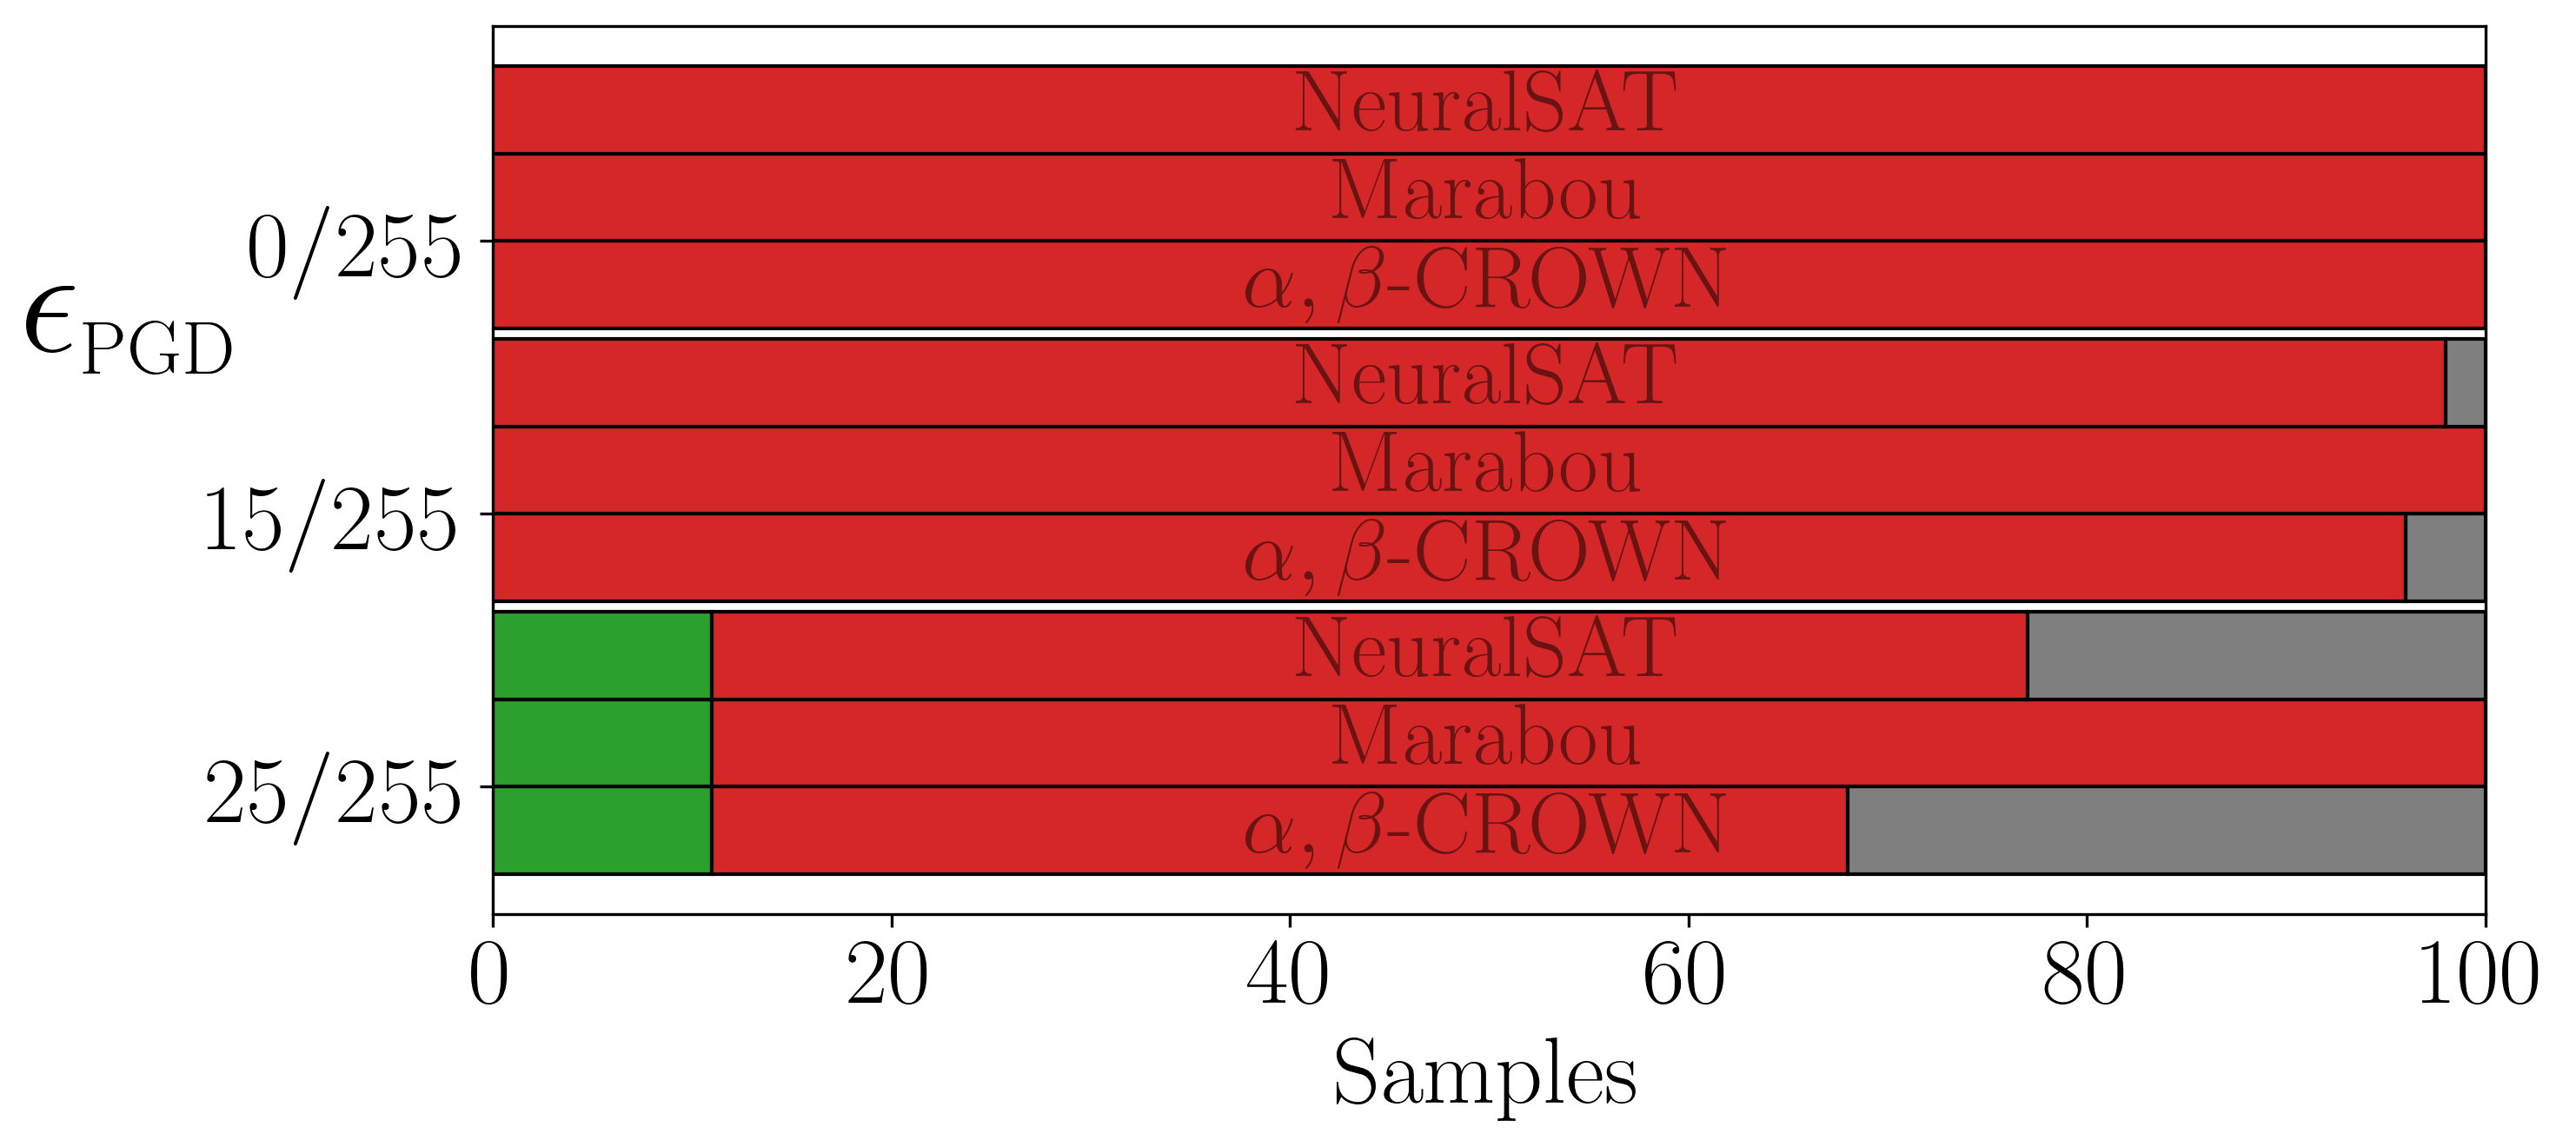 ϵPGD
0/255
NeuralSAT
Marabou
α, β-CROWN
15/255
NeuralSAT
Marabou
α, β-CROWN
25/255
NeuralSAT
Marabou
α, β-CROWN
0 20 40 60 80 100
Samples